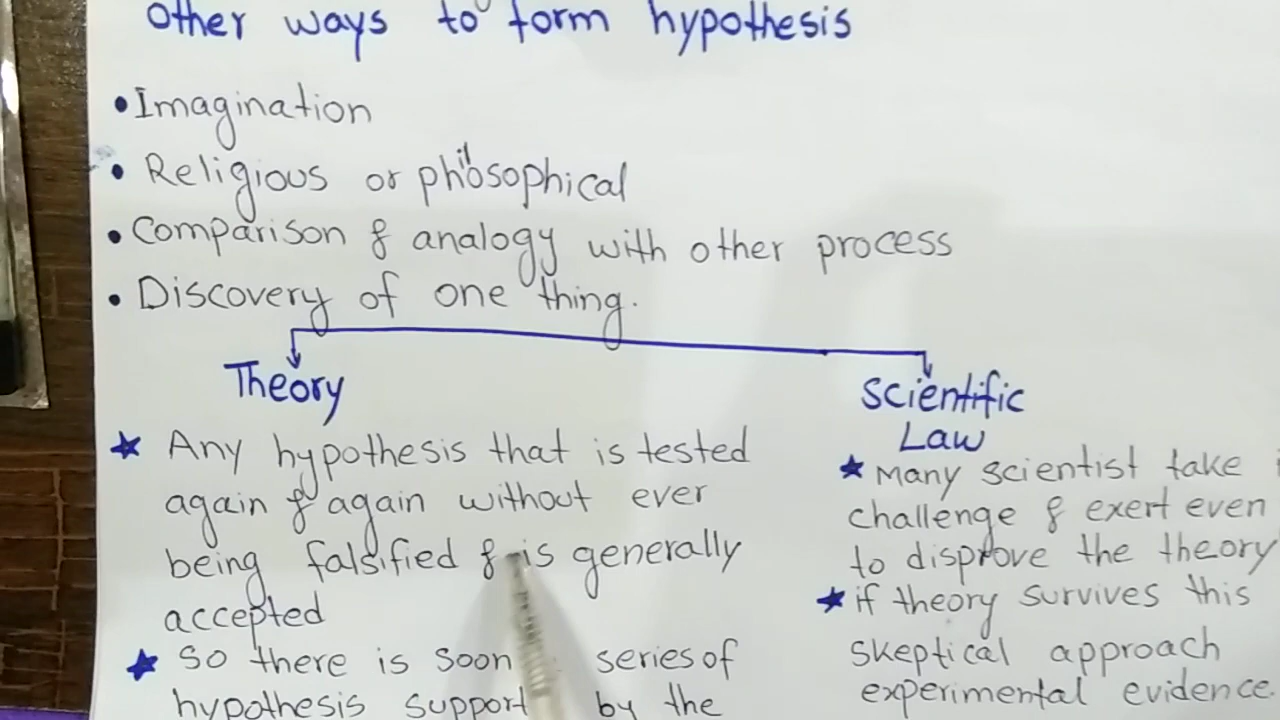 other ways to form hypothesis
• Imagination
• Religious or philosophical
• Comparison & analogy with other process
• Discovery of one thing.
Theory
★ Any hypothesis that is tested
again & again without ever
being falsified & is generally
accepted
★ So there is soon series of
hypothesis support by the
Scientific
Law
★ Many scientist take
challenge & exert even
to disprove the theory
★ if theory survives this
skeptical approach
experimental evidence